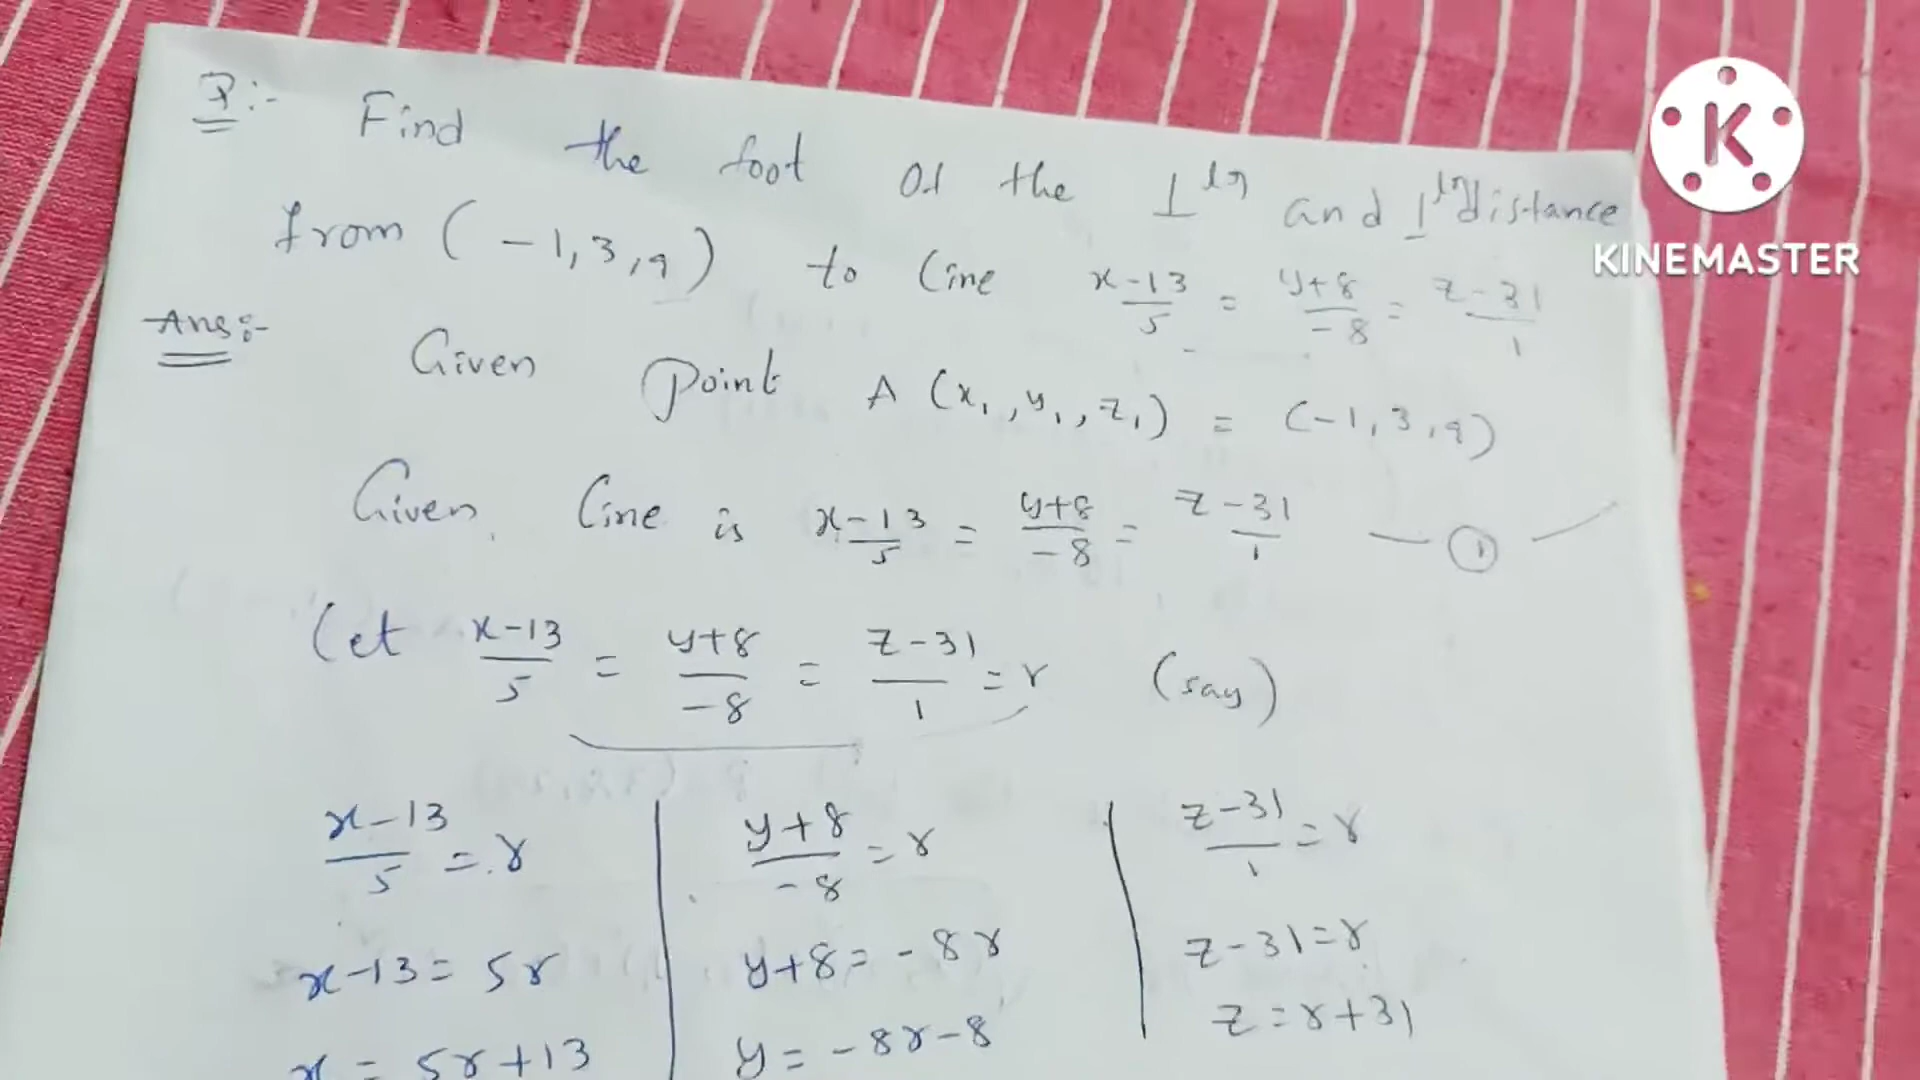 Q:- Find the foot of the ⊥lr and ⊥lr distance
from (-1, 3, 9) to line x-13/5 = y+8/-8 = z-31/1
Ans:- Given Point A (x₁, y₁, z₁) = (-1, 3, 9)
Given line is x-13/5 = y+8/-8 = z-31/1 — ①
Let x-13/5 = y+8/-8 = z-31/1 = r (say)
x-13/5 = r | y+8/-8 = r | z-31/1 = r
x-13 = 5r | y+8 = -8r | z-31 = r
x = 5r+13 | y = -8r-8 | z = r+31
K
KINEMASTER